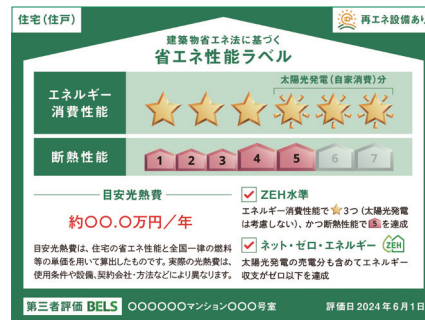 住宅（住戸）
再エネ設備あり
建築物省エネ法に基づく
省エネ性能ラベル
太陽光発電（自家消費）分
エネルギー
消費性能
断熱性能
1 2 3 4 5 6 7
目安光熱費
約〇〇.〇万円／年
目安光熱費は、住宅の省エネ性能と全国一律の燃料
等の単価を用いて算出したものです。実際の光熱費は、
使用条件や設備、契約会社・方法などにより異なります。
ZEH水準
エネルギー消費性能で★3つ（太陽光発電
は考慮しない）、かつ断熱性能で5を達成
ネット・ゼロ・エネルギー ZEH
太陽光発電の売電分も含めてエネルギー
収支がゼロ以下を達成
第三者評価 BELS 〇〇〇〇〇〇マンション〇〇〇号室 評価日2024年6月1日